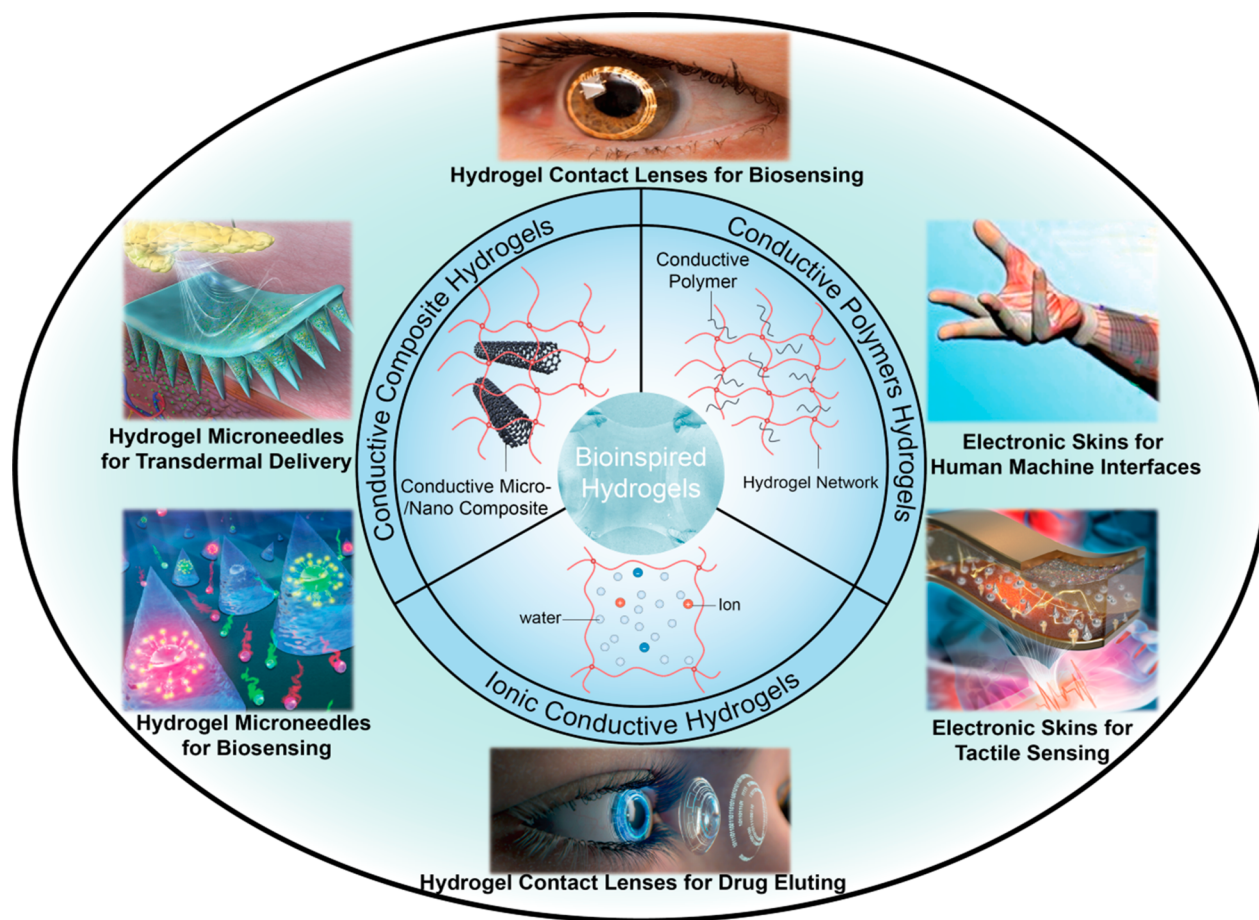 Hydrogel Contact Lenses for Biosensing
Conductive Composite Hydrogels
Conductive Polymers Hydrogels
Conductive
Polymer
Hydrogel Microneedles
for Transdermal Delivery
Electronic Skins for
Human Machine Interfaces
Bioinspired
Hydrogels
Conductive Micro-
/Nano Composite
Hydrogel Network
water
Ion
Ionic Conductive Hydrogels
Hydrogel Microneedles
for Biosensing
Electronic Skins for
Tactile Sensing
Hydrogel Contact Lenses for Drug Eluting